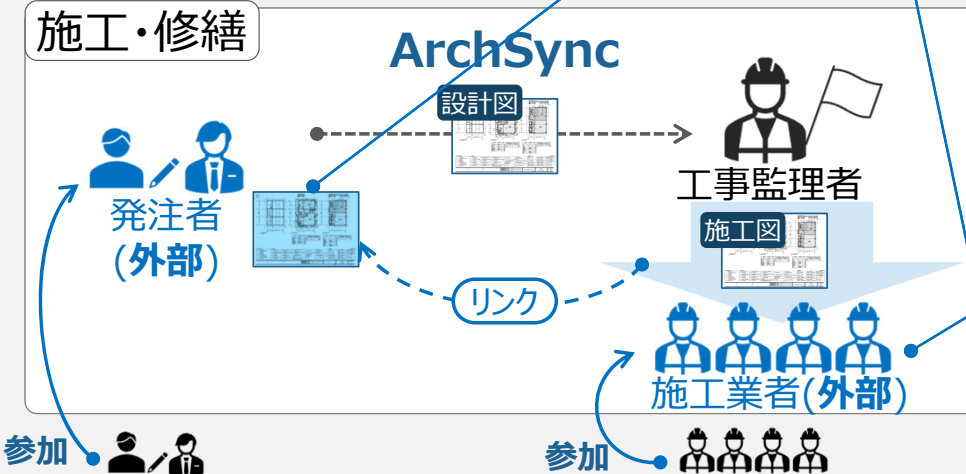 施工・修繕
ArchSync
設計図
工事監理者
発注者
(外部)
施工図
リンク
施工業者(外部)
参加
参加